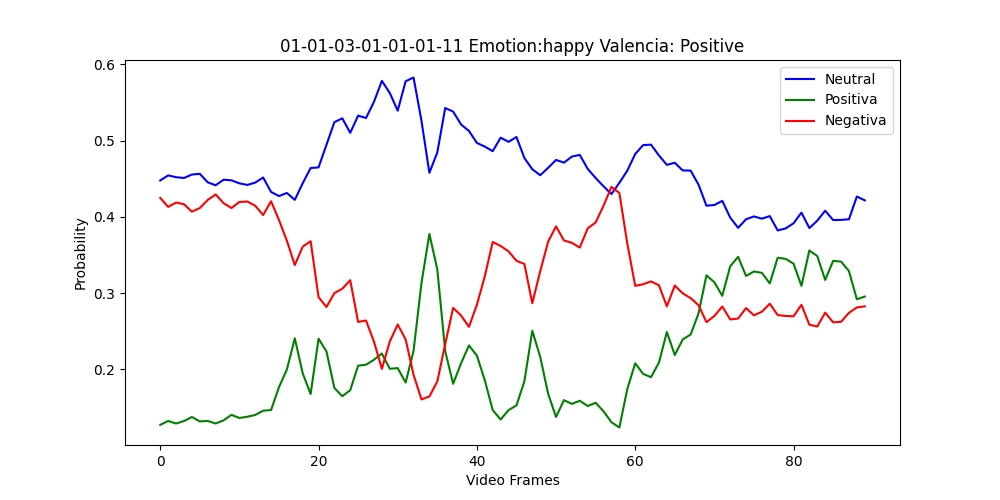 01-01-03-01-01-01-11 Emotion:happy Valencia: Positive
Neutral
Positiva
Negativa
Probability
0.6
0.5
0.4
0.3
0.2
0 20 40 60 80
Video Frames